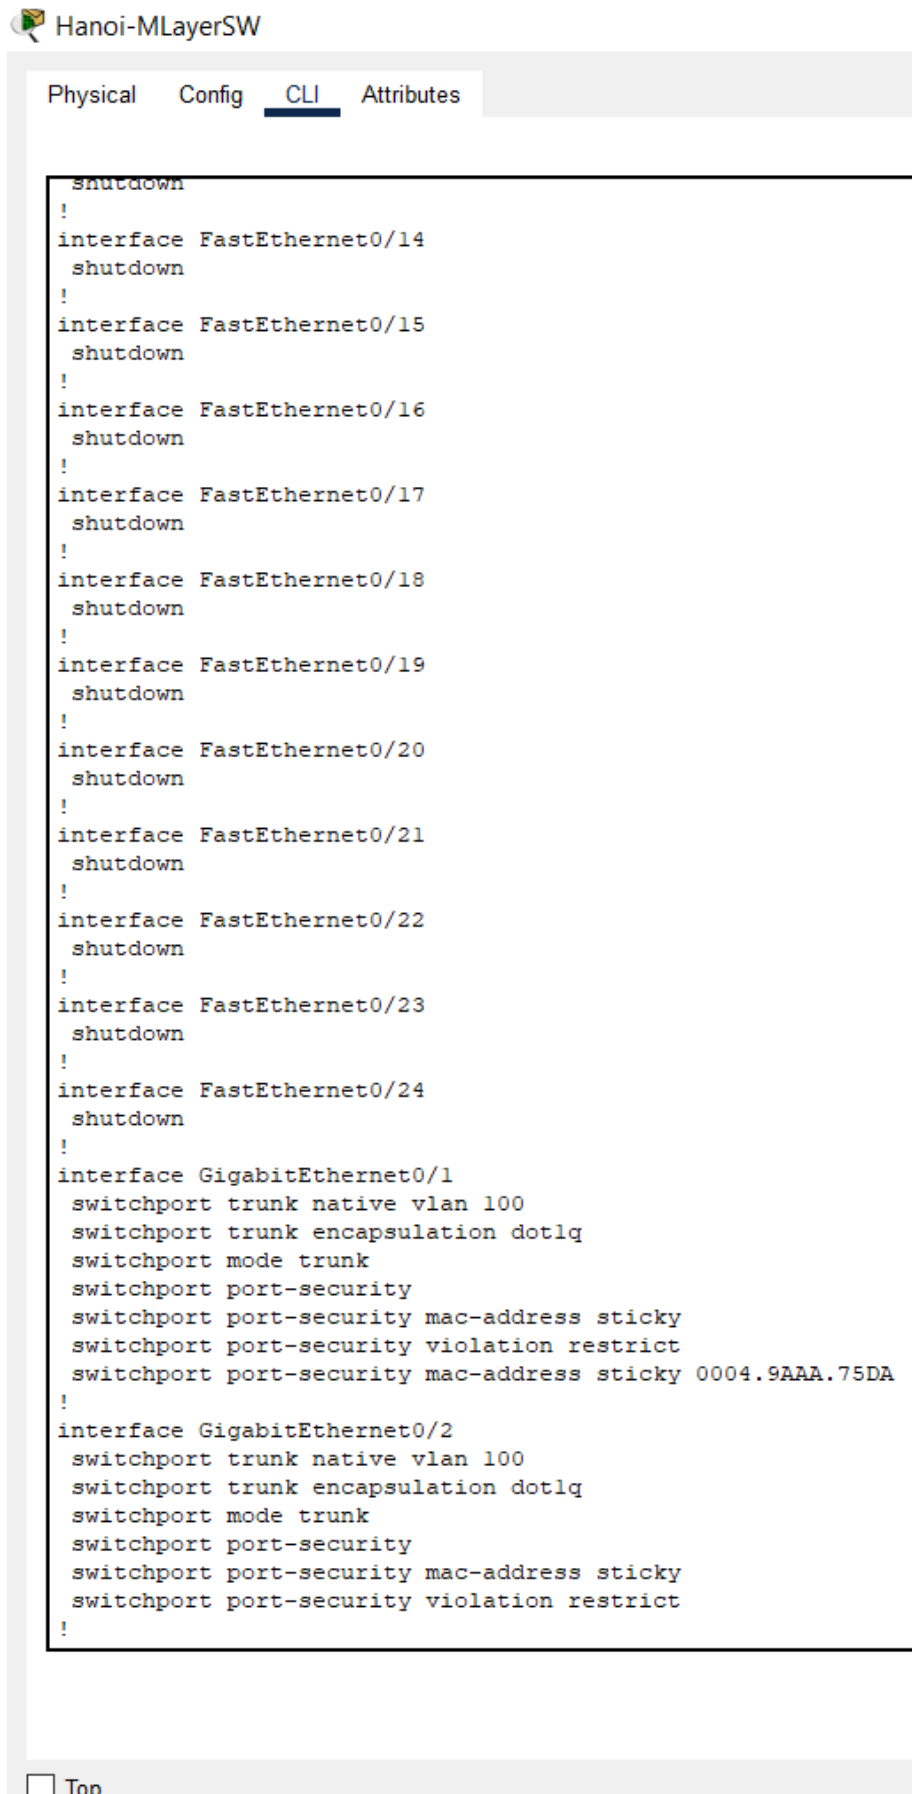 Hanoi-MLayerSW
Physical Config CLI Attributes
shutdown
!
interface FastEthernet0/14
shutdown
!
interface FastEthernet0/15
shutdown
!
interface FastEthernet0/16
shutdown
!
interface FastEthernet0/17
shutdown
!
interface FastEthernet0/18
shutdown
!
interface FastEthernet0/19
shutdown
!
interface FastEthernet0/20
shutdown
!
interface FastEthernet0/21
shutdown
!
interface FastEthernet0/22
shutdown
!
interface FastEthernet0/23
shutdown
!
interface FastEthernet0/24
shutdown
!
interface GigabitEthernet0/1
switchport trunk native vlan 100
switchport trunk encapsulation dot1q
switchport mode trunk
switchport port-security
switchport port-security mac-address sticky
switchport port-security violation restrict
switchport port-security mac-address sticky 0004.9AAA.75DA
!
interface GigabitEthernet0/2
switchport trunk native vlan 100
switchport trunk encapsulation dot1q
switchport mode trunk
switchport port-security
switchport port-security mac-address sticky
switchport port-security violation restrict
!
Top